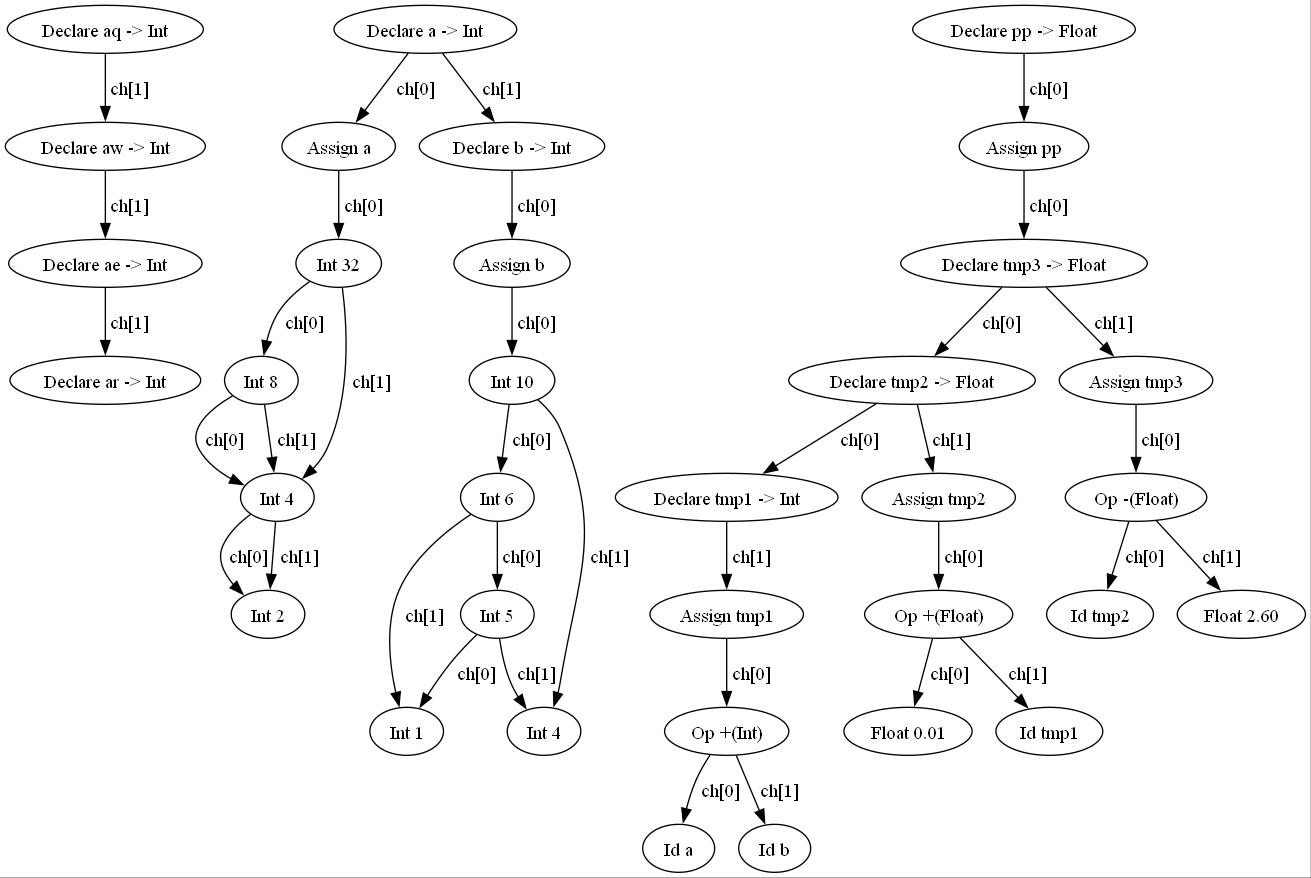 Declare aq -> Int
Declare a -> Int
Declare pp -> Float
ch[1]
ch[0]
ch[1]
ch[0]
Declare aw -> Int
Assign a
Declare b -> Int
Assign pp
ch[1]
ch[0]
ch[0]
ch[0]
Declare ae -> Int
Int 32
Assign b
Declare tmp3 -> Float
ch[1]
ch[0]
ch[0]
ch[0]
ch[1]
Declare ar -> Int
Int 8
ch[1]
Int 10
Declare tmp2 -> Float
Assign tmp3
ch[0]
ch[1]
ch[0]
ch[0]
ch[1]
ch[0]
Int 4
Int 6
Declare tmp1 -> Int
Assign tmp2
Op -(Float)
ch[0]
ch[1]
ch[0]
ch[1]
ch[1]
ch[0]
ch[0]
ch[1]
Int 2
ch[1]
Int 5
Assign tmp1
Op +(Float)
Id tmp2
Float 2.60
ch[0]
ch[1]
ch[0]
ch[0]
ch[1]
Int 1
Int 4
Op +(Int)
Float 0.01
Id tmp1
ch[0]
ch[1]
Id a
Id b